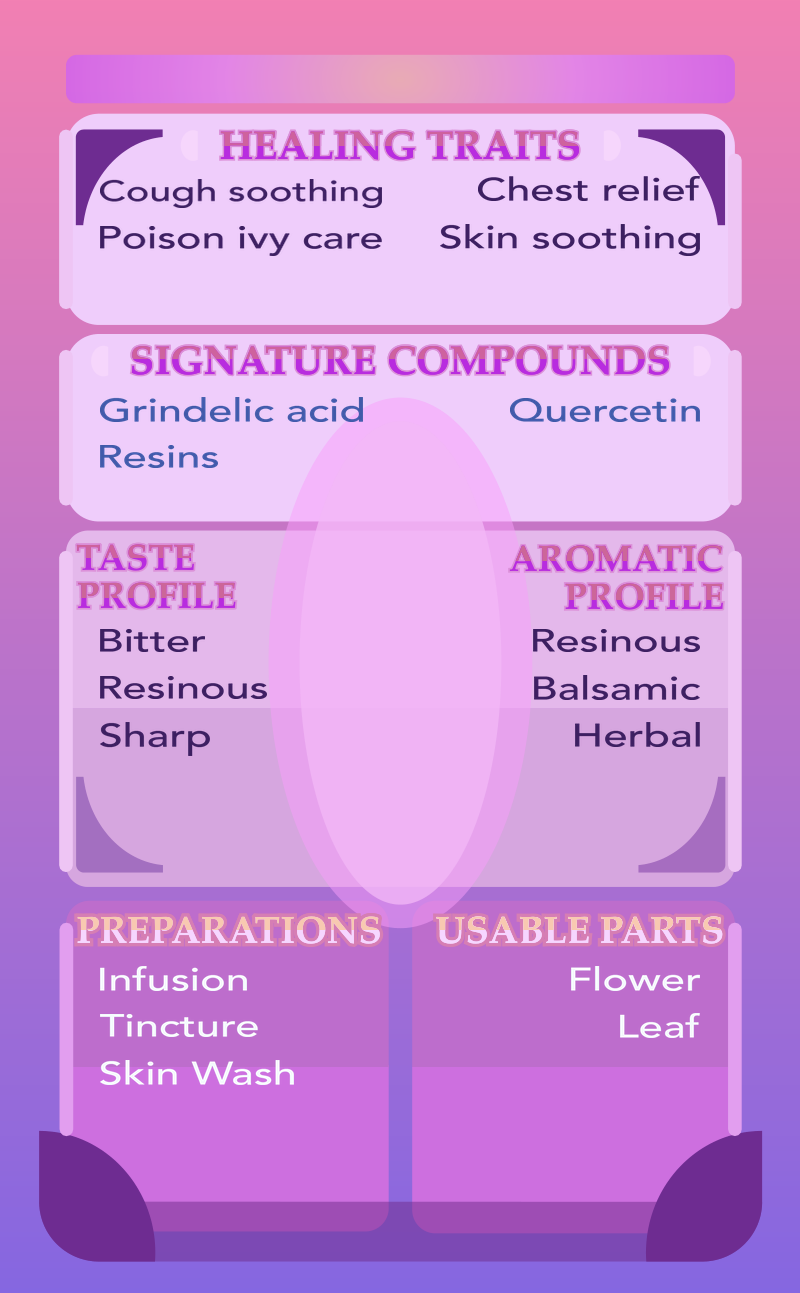 HEALING TRAITS
Cough soothing Chest relief
Poison ivy care Skin soothing
SIGNATURE COMPOUNDS
Grindelic acid Quercetin
Resins
TASTE
PROFILE
Bitter
Resinous
Sharp
AROMATIC
PROFILE
Resinous
Balsamic
Herbal
PREPARATIONS
Infusion
Tincture
Skin Wash
USABLE PARTS
Flower
Leaf